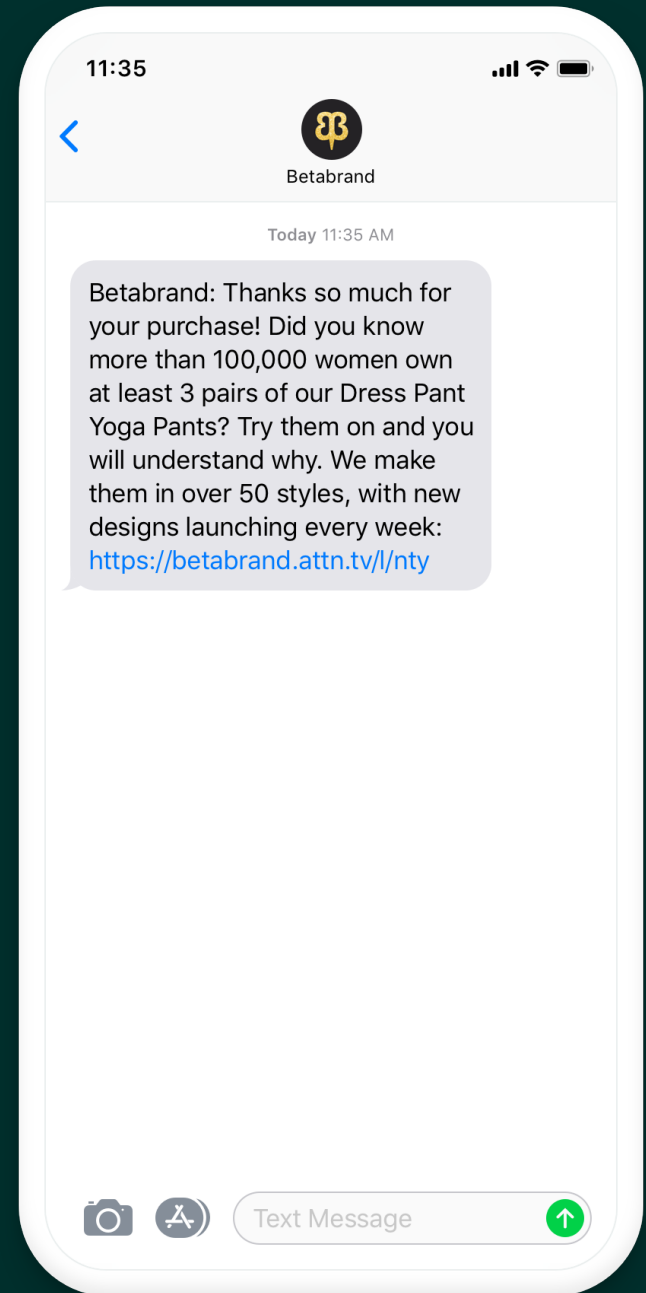 11:35
Betabrand
Today 11:35 AM
Betabrand: Thanks so much for
your purchase! Did you know
more than 100,000 women own
at least 3 pairs of our Dress Pant
Yoga Pants? Try them on and you
will understand why. We make
them in over 50 styles, with new
designs launching every week:
https://betabrand.attn.tv/l/nty
Text Message